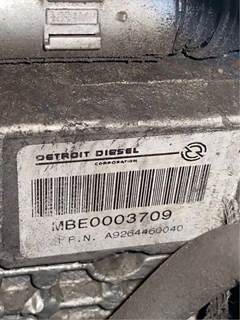 DETROIT DIESEL
CORPORATION
MBE0003709
P.N. A9264460040